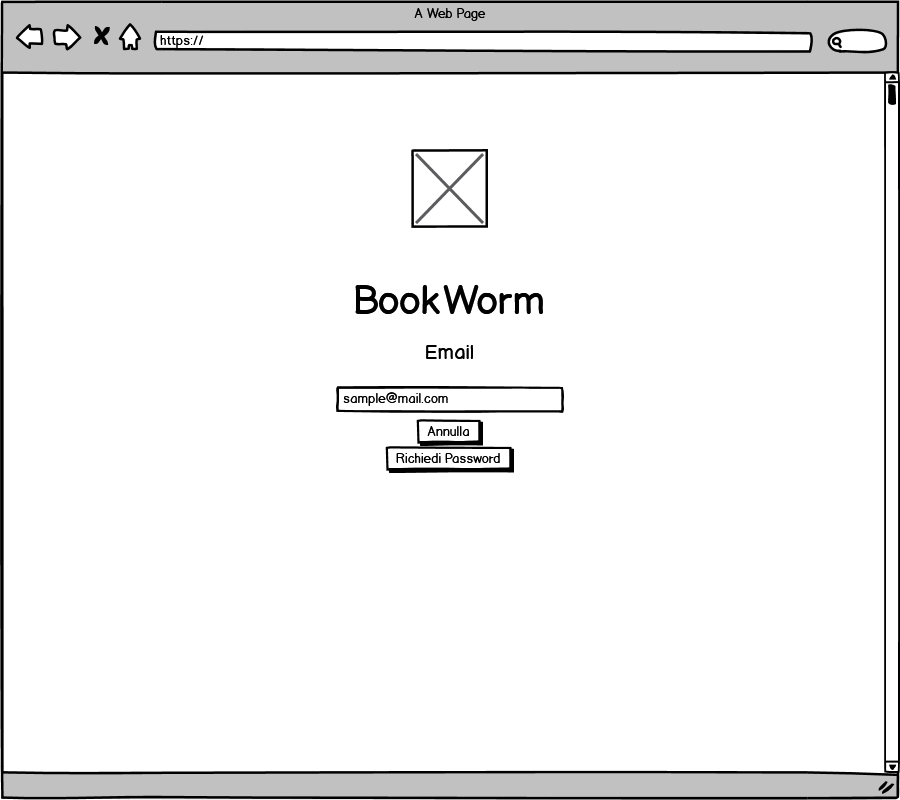 A Web Page
https://
BookWorm
Email
sample@mail.com
Annulla
Richiedi Password